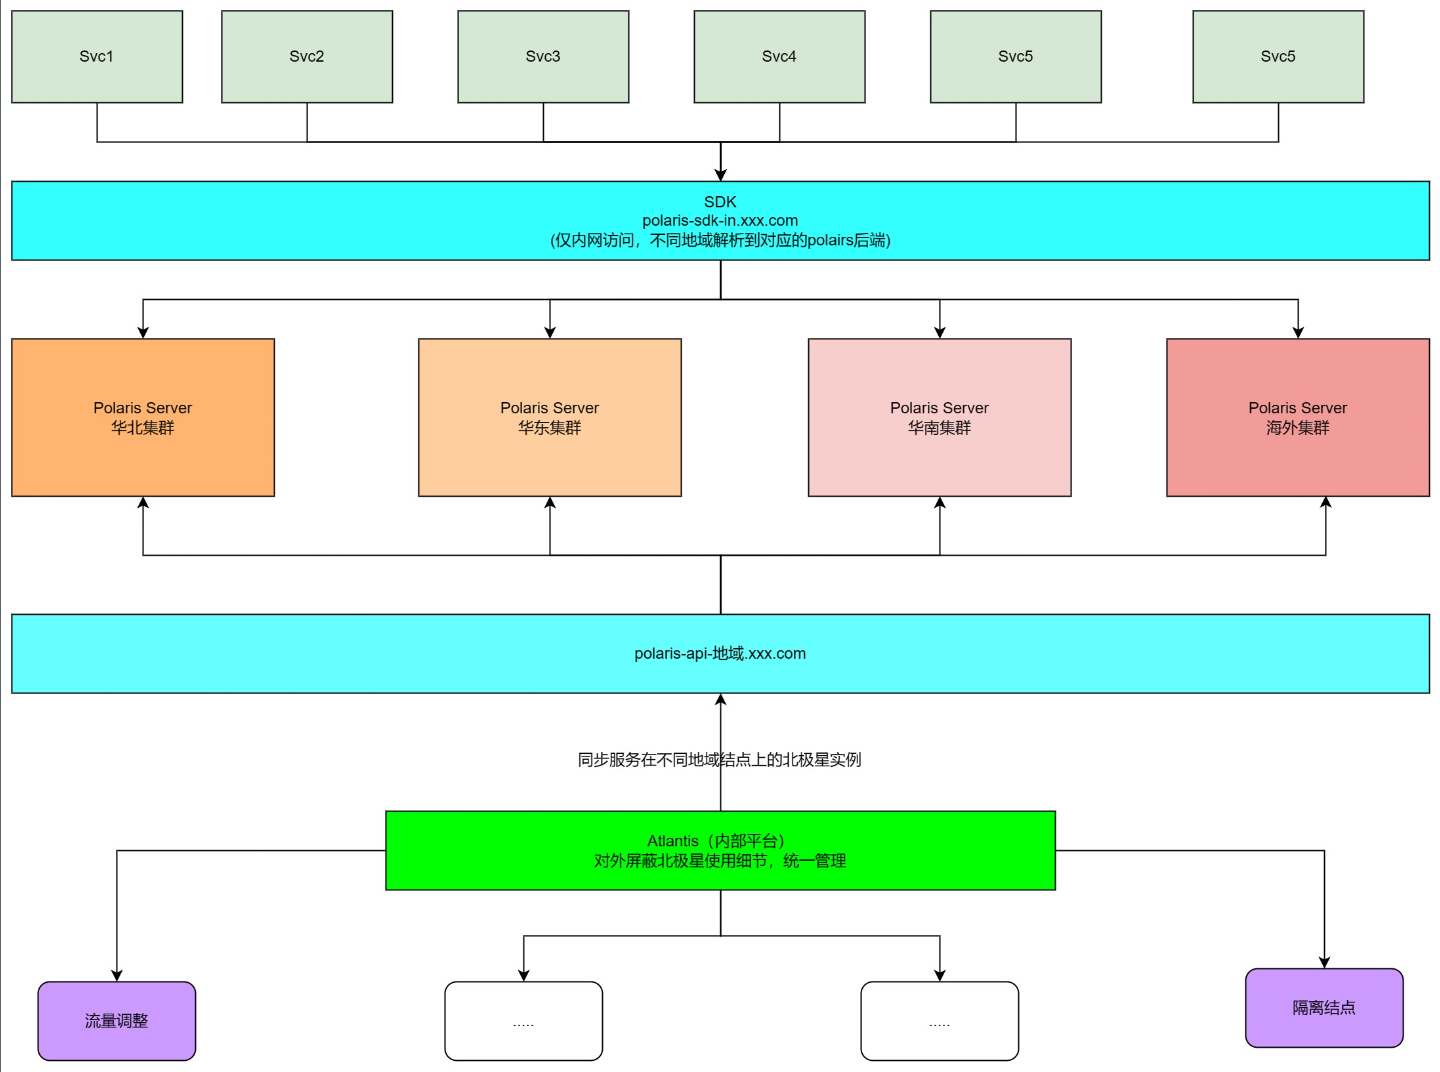 Svc1
Svc2
Svc3
Svc4
Svc5
Svc5
SDK
polaris-sdk-in.xxx.com
(仅内网访问，不同地域解析到对应的polairs后端)
Polaris Server
华北集群
Polaris Server
华东集群
Polaris Server
华南集群
Polaris Server
海外集群
polaris-api-地域.xxx.com
同步服务在不同地域结点上的北极星实例
Atlantis（内部平台）
对外屏蔽北极星使用细节，统一管理
流量调整
.....
.....
隔离结点